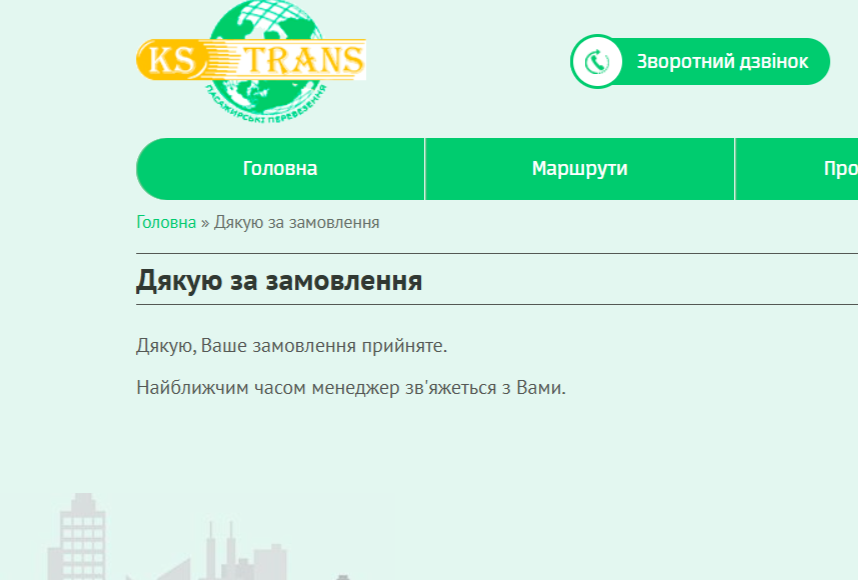 KS TRANS
ПАСАЖИРСЬКІ ПЕРЕВЕЗЕННЯ
Зворотний дзвінок
Головна
Маршрути
Про
Головна » Дякую за замовлення
Дякую за замовлення
Дякую, Ваше замовлення прийняте.
Найближчим часом менеджер зв'яжеться з Вами.